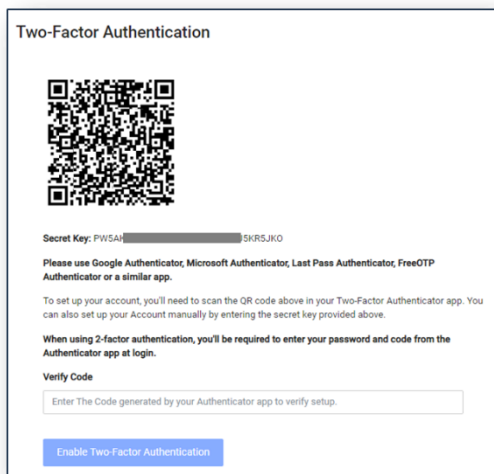 Two-Factor Authentication
Secret Key: PW5AH J5KR5JKO
Please use Google Authenticator, Microsoft Authenticator, Last Pass Authenticator, FreeOTP
Authenticator or a similar app.
To set up your account, you'll need to scan the QR code above in your Two-Factor Authenticator app. You
can also set up your Account manually by entering the secret key provided above.
When using 2-factor authentication, you'll be required to enter your password and code from the
Authenticator app at login.
Verify Code
Enter The Code generated by your Authenticator app to verify setup.
Enable Two-Factor Authentication